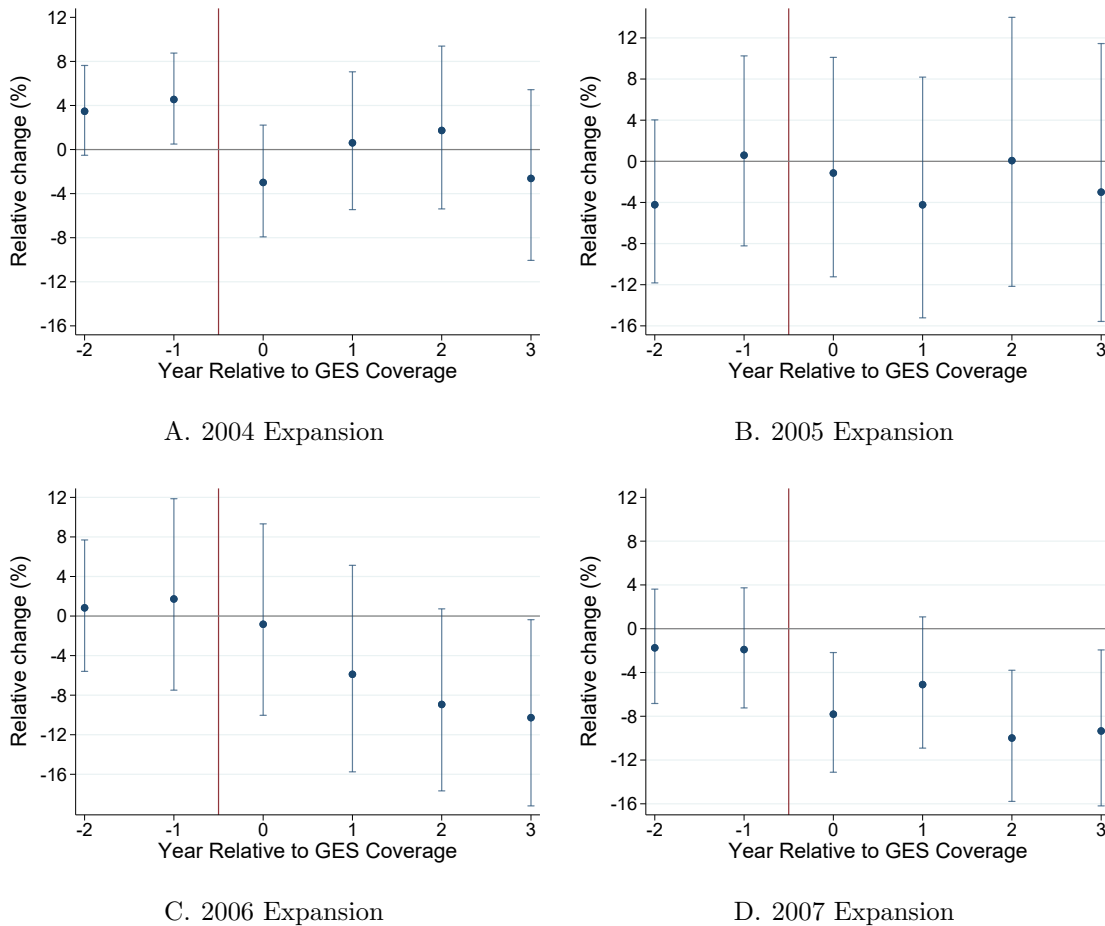 12
8
4
0
-4
-8
-12
-16
Relative change (%)
-2 -1 0 1 2 3
Year Relative to GES Coverage
A. 2004 Expansion
12
8
4
0
-4
-8
-12
-16
Relative change (%)
-2 -1 0 1 2 3
Year Relative to GES Coverage
B. 2005 Expansion
12
8
4
0
-4
-8
-12
-16
Relative change (%)
-2 -1 0 1 2 3
Year Relative to GES Coverage
C. 2006 Expansion
12
8
4
0
-4
-8
-12
-16
Relative change (%)
-2 -1 0 1 2 3
Year Relative to GES Coverage
D. 2007 Expansion